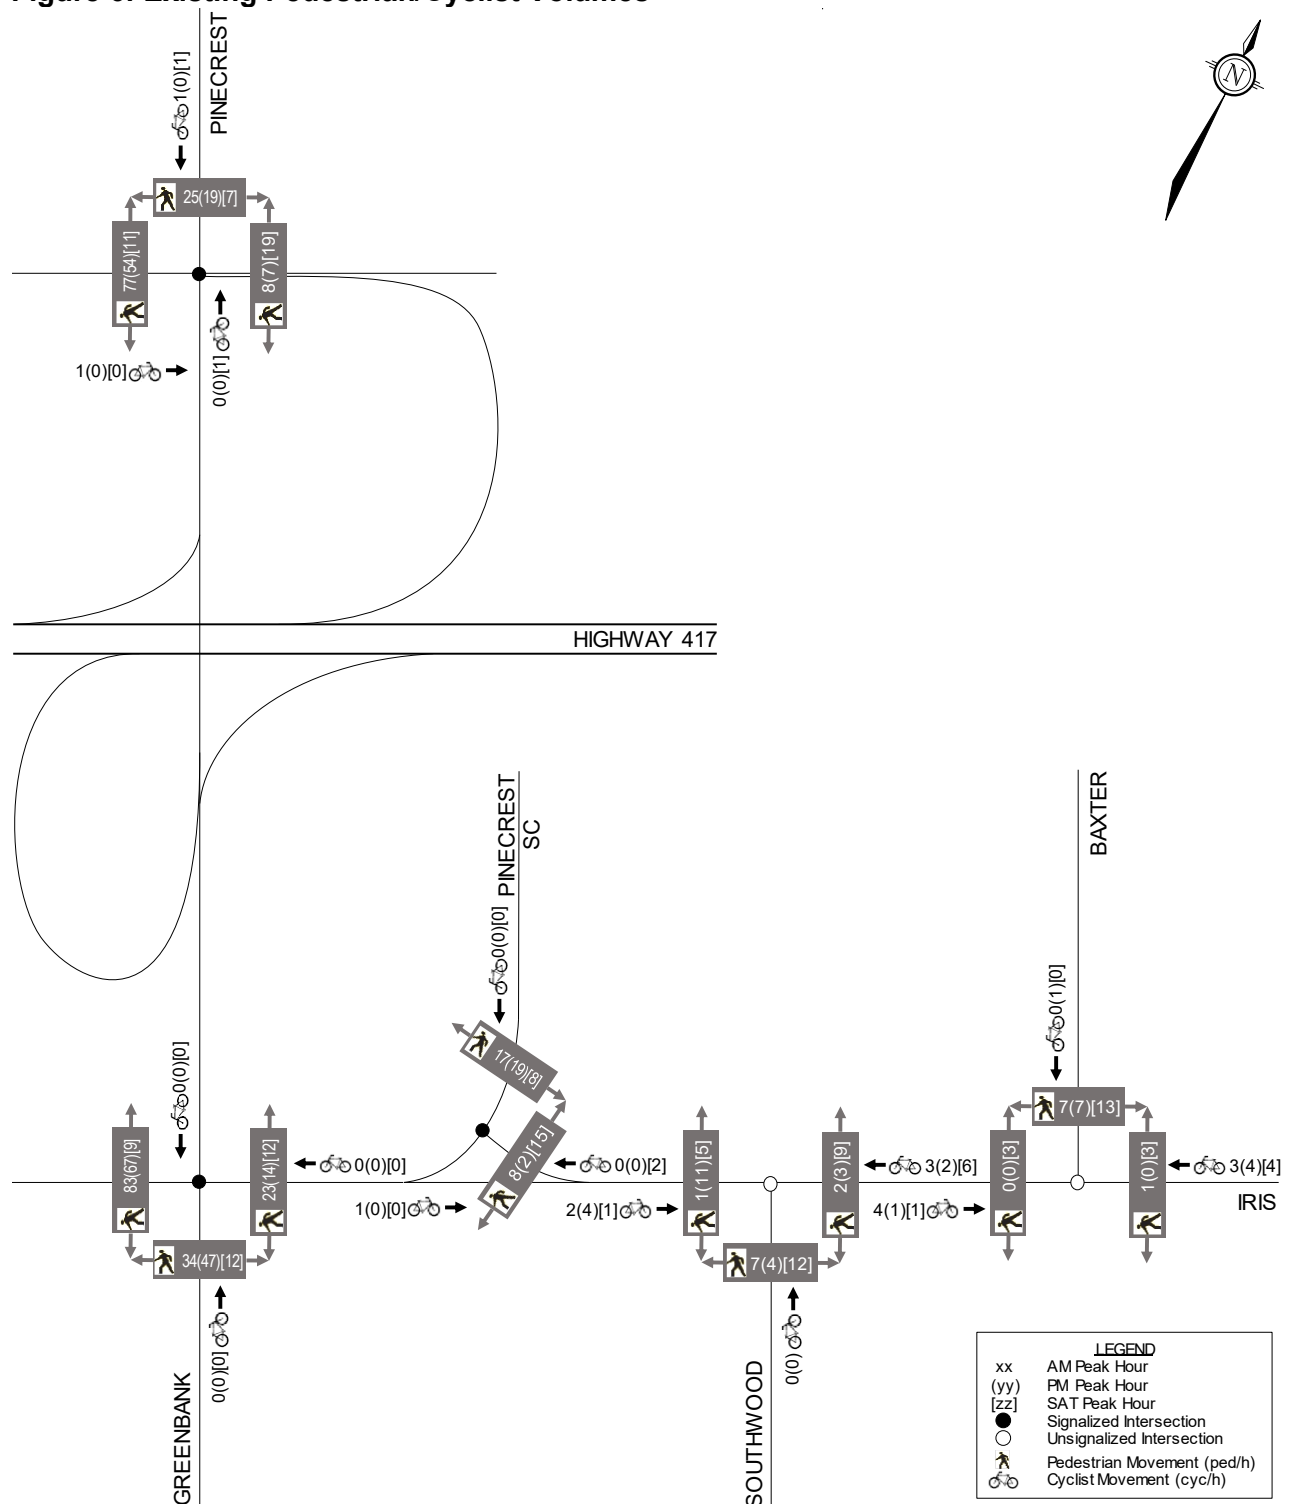 PINECREST
1(0)[1]
N
25(19)[7]
77(54)[11]
8(7)[19]
1(0)[0]
0(0)[1]
HIGHWAY 417
PINECREST
SC
BAXTER
0(0)[0]
0(1)[0]
0(0)[0]
17(19)[8]
7(7)[13]
83(67)[9]
23(14)[12]
0(0)[0]
8(2)[15]
0(0)[2]
1(11)[5]
2(3)[9]
3(2)[6]
0(0)[3]
1(0)[3]
3(4)[4]
1(0)[0]
2(4)[1]
4(1)[1]
IRIS
34(47)[12]
7(4)[12]
0(0)[0]
0(0)
GREENBANK
SOUTHWOOD
LEGEND
xx AM Peak Hour
(yy) PM Peak Hour
[zz] SAT Peak Hour
Signalized Intersection
Unsignalized Intersection
Pedestrian Movement (ped/h)
Cyclist Movement (cyc/h)